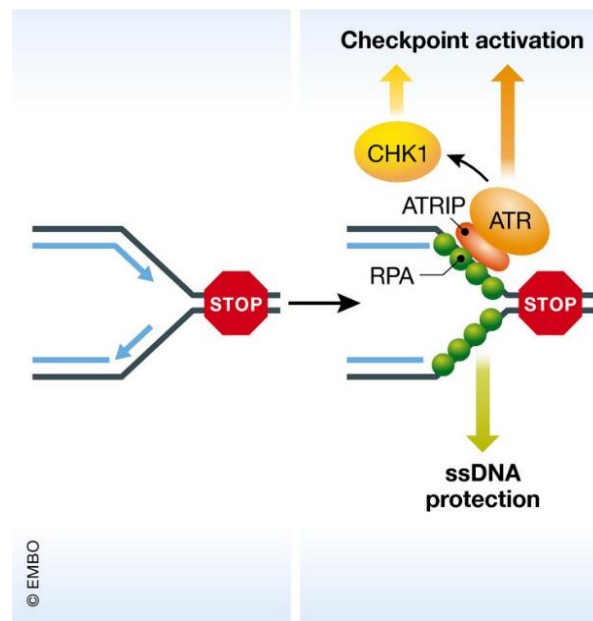 Checkpoint activation
CHK1
ATRIP
ATR
RPA
STOP
STOP
ssDNA
protection
© EMBO